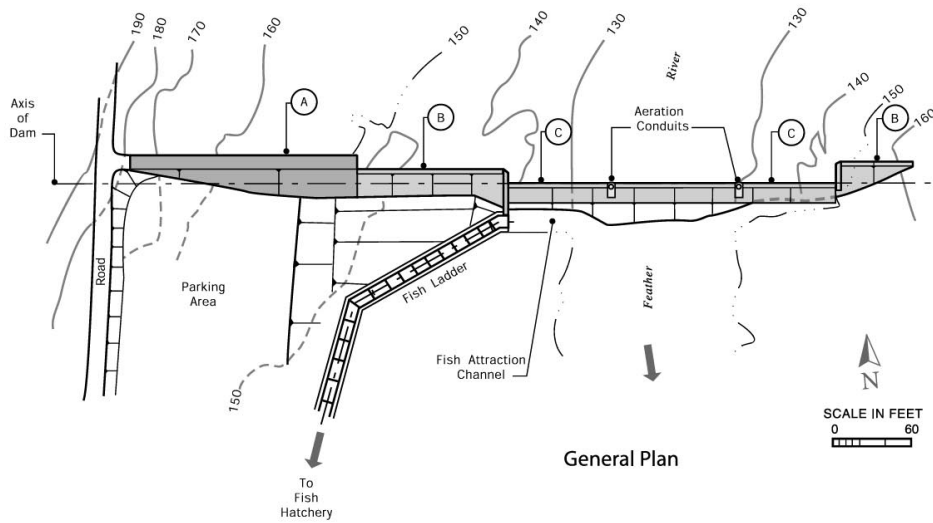 190
180
170
160
150
140
130
130
140
150
160
River
Axis
of
Dam
A
B
C
Aeration
Conduits
C
B
Road
Parking
Area
Fish Ladder
Feather
150
Fish Attraction
Channel
N
SCALE IN FEET
0 60
General Plan
To
Fish
Hatchery